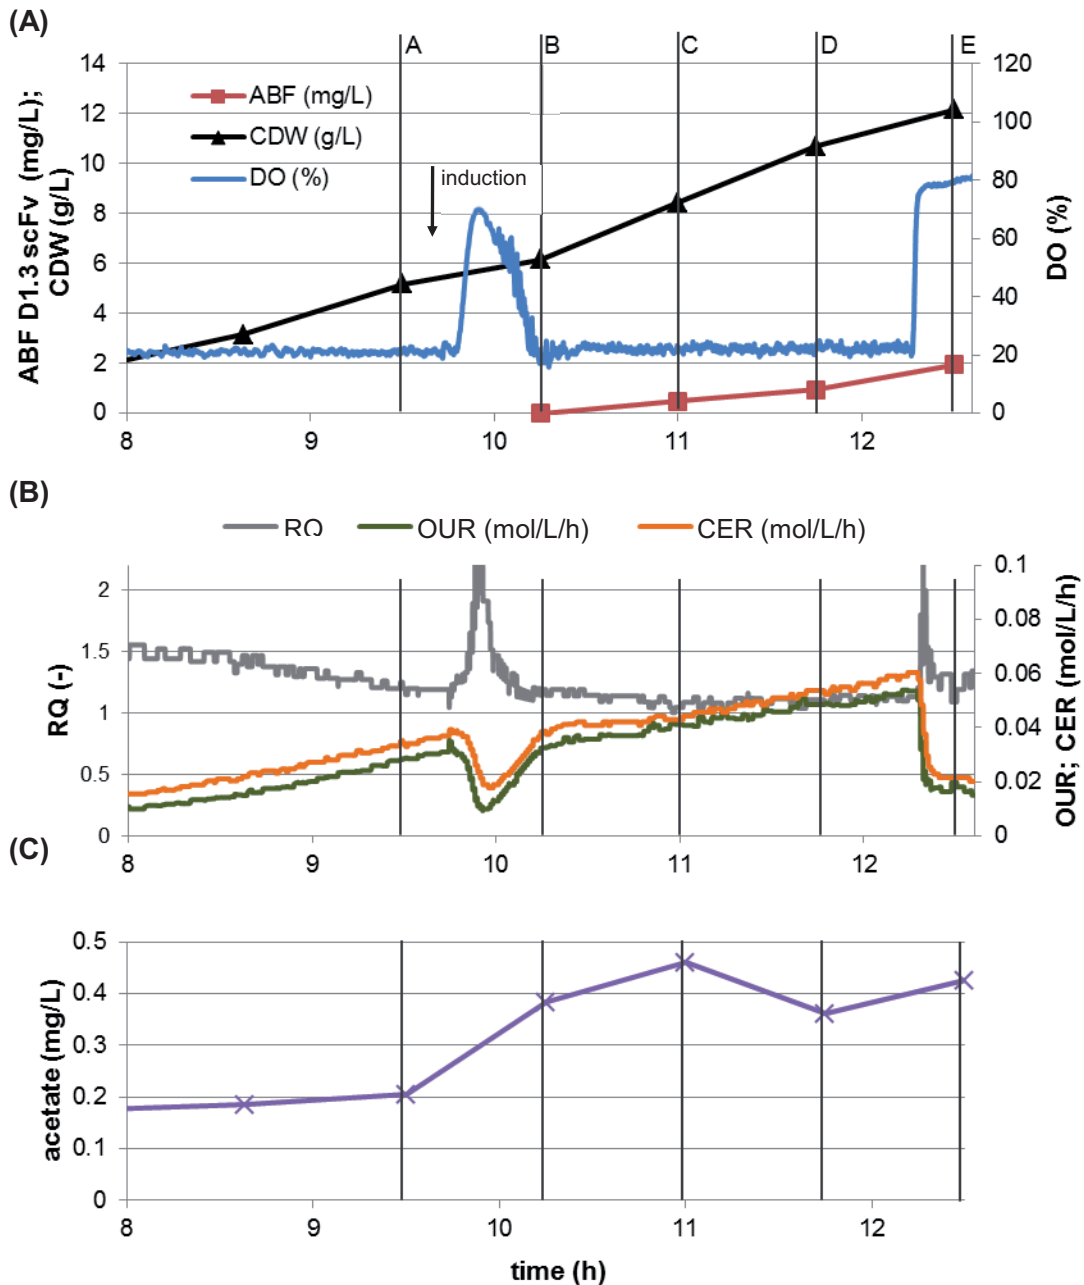 (A)
A B C D E
ABF D1.3 scFv (mg/L);
CDW (g/L)
14
12
10
8
6
4
2
0
ABF (mg/L)
CDW (g/L)
DO (%)
induction
120
100
80
60
40
20
0
DO (%)
8 9 10 11 12
(B)
RQ OUR (mol/L/h) CER (mol/L/h)
RQ (-)
2
1.5
1
0.5
0
0.1
0.08
0.06
0.04
0.02
0
OUR; CER (mol/L/h)
8 9 10 11 12
(C)
acetate (mg/L)
0.5
0.4
0.3
0.2
0.1
0
8 9 10 11 12
time (h)